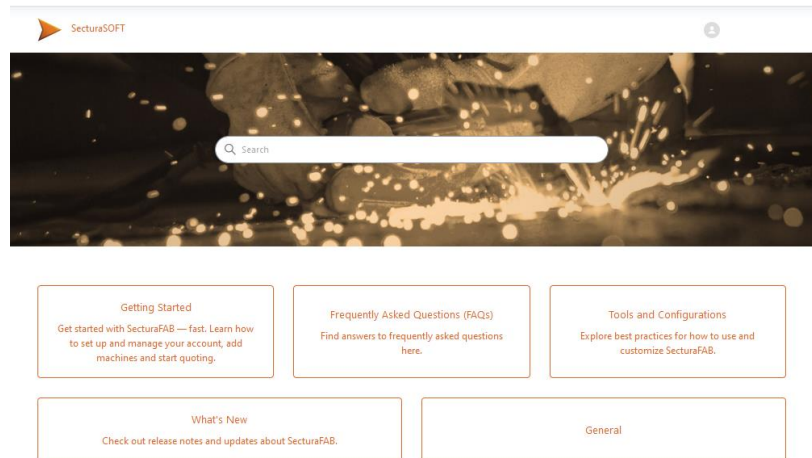 SecturaSOFT
Search
Getting Started
Get started with SecturaFAB — fast. Learn how
to set up and manage your account, add
machines and start quoting.
Frequently Asked Questions (FAQs)
Find answers to frequently asked questions
here.
Tools and Configurations
Explore best practices for how to use and
customize SecturaFAB.
What's New
Check out release notes and updates about SecturaFAB.
General